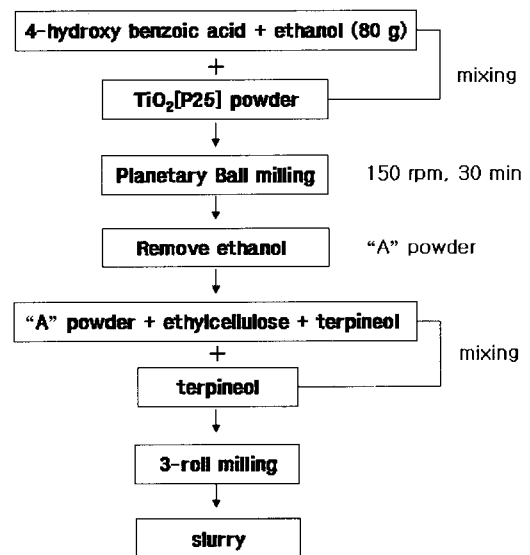 4-hydroxy benzoic acid + ethanol (80 g)
+
mixing
TiO₂[P25] powder
Planetary Ball milling 150 rpm, 30 min
Remove ethanol “A” powder
“A” powder + ethylcellulose + terpineol
+
mixing
terpineol
3-roll milling
slurry